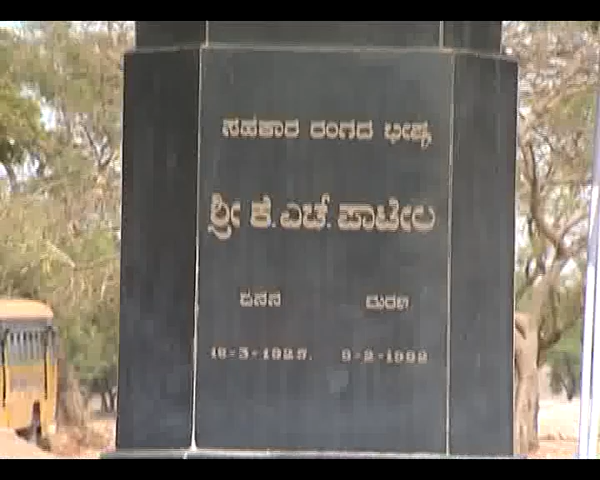 ಸಹಕಾರ ರಂಗದ ಭೀಷ್ಮ
ಶ್ರೀ ಕೆ. ಎಚ್. ಪಾಟೀಲ
ಜನನ ಮರಣ
16-3-1925. 9-2-1992